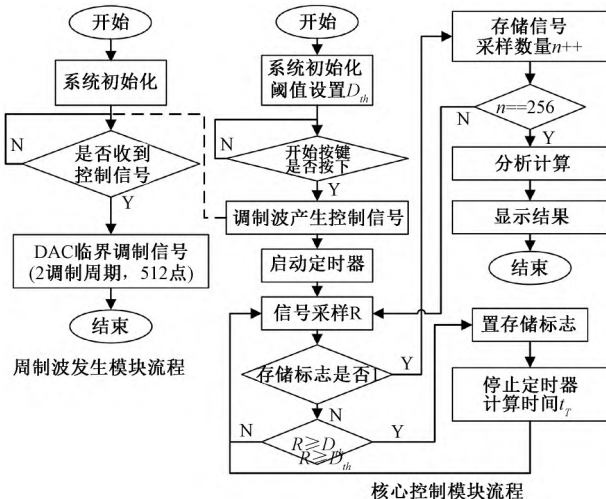 开始
系统初始化
N
是否收到
控制信号
Y
DAC临界调制信号
(2调制周期，512点)
结束
周制波发生模块流程
开始
系统初始化
阈值设置D_th
N
开始按键
是否按下
Y
调制波产生控制信号
启动定时器
信号采样R
存储标志是否1
Y
N
R≥D_th
R≥D_th
N
Y
存储信号
采样数量n++
n==256
N
Y
分析计算
显示结果
结束
置存储标志
停止定时器
计算时间t_T
核心控制模块流程